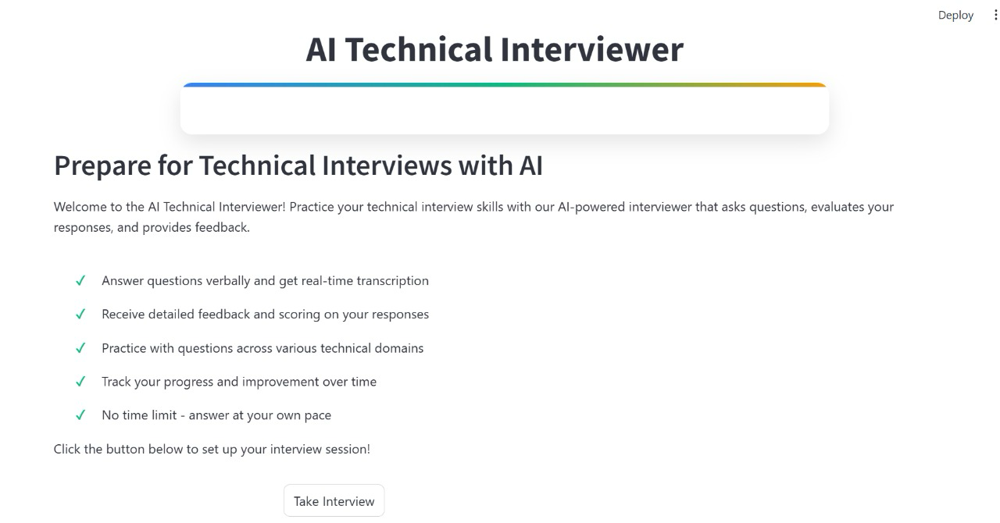 Deploy
AI Technical Interviewer
Prepare for Technical Interviews with AI
Welcome to the AI Technical Interviewer! Practice your technical interview skills with our AI-powered interviewer that asks questions, evaluates your
responses, and provides feedback.
✓ Answer questions verbally and get real-time transcription
✓ Receive detailed feedback and scoring on your responses
✓ Practice with questions across various technical domains
✓ Track your progress and improvement over time
✓ No time limit - answer at your own pace
Click the button below to set up your interview session!
Take Interview